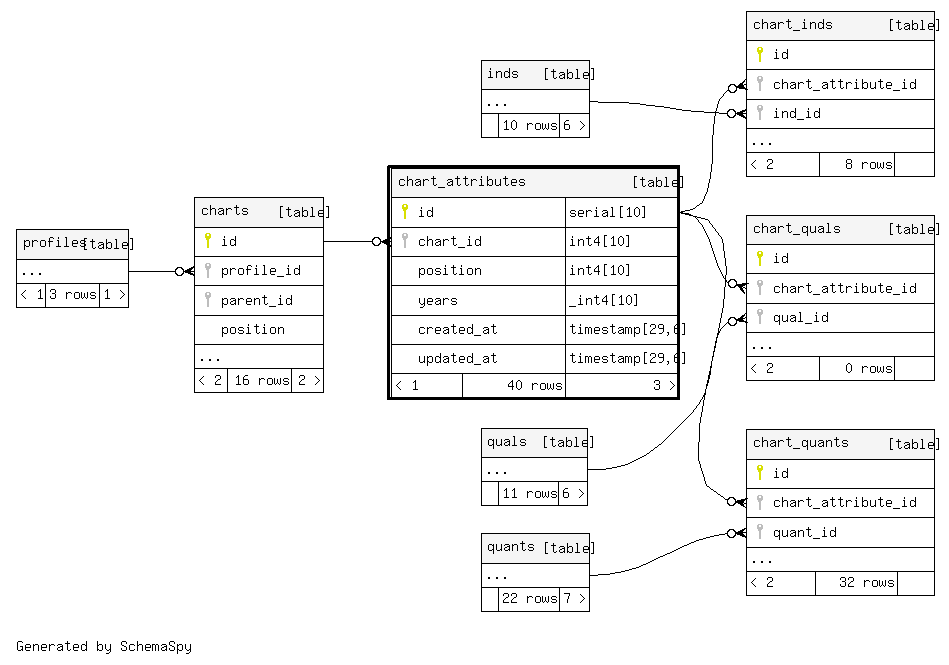 chart_inds [table]
id
chart_attribute_id
ind_id
...
< 2 8 rows
inds [table]
...
10 rows 6 >
chart_attributes [table]
id serial[10]
chart_id int4[10]
position int4[10]
years _int4[10]
created_at timestamp[29,6]
updated_at timestamp[29,6]
< 1 40 rows 3 >
charts [table]
id
profile_id
parent_id
position
...
< 2 16 rows 2 >
profiles [table]
...
< 1 3 rows 1 >
chart_quals [table]
id
chart_attribute_id
qual_id
...
< 2 0 rows
quals [table]
...
11 rows 6 >
chart_quants [table]
id
chart_attribute_id
quant_id
...
< 2 32 rows
quants [table]
...
22 rows 7 >
Generated by SchemaSpy